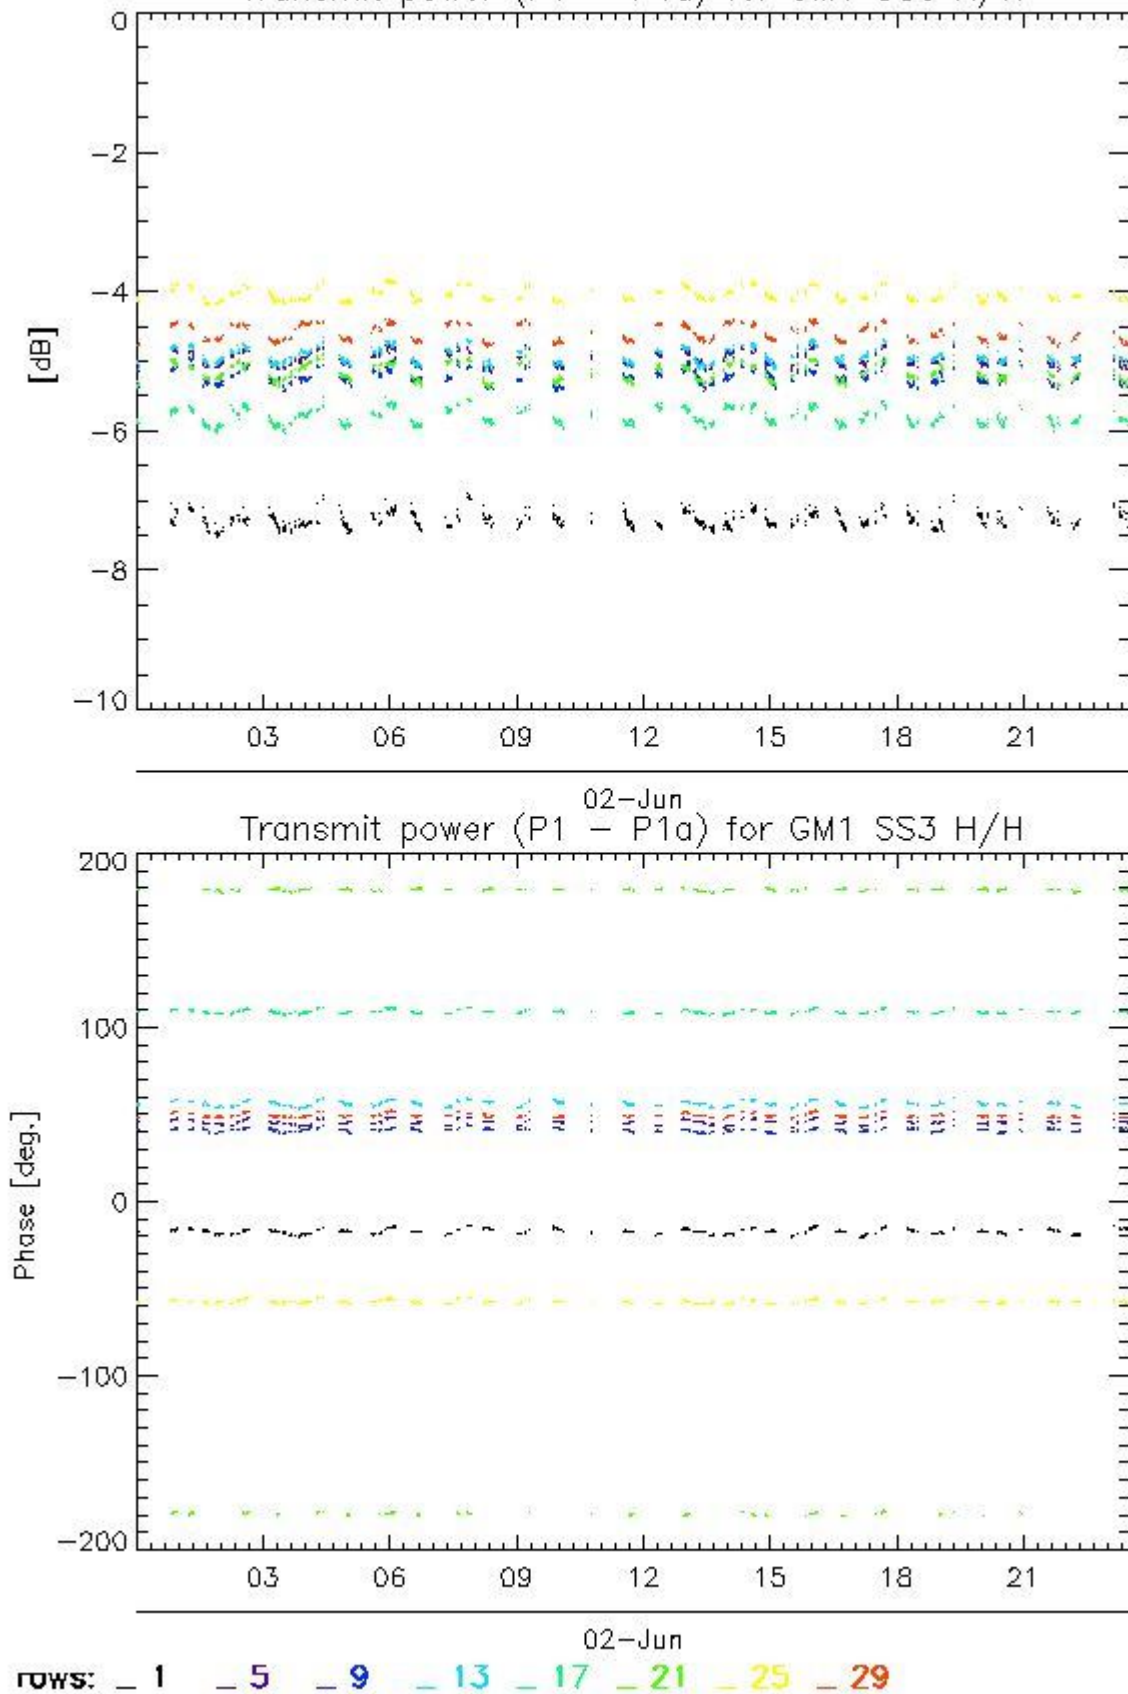 0
−2
−4
[dB]
−6
−8
−10
03 06 09 12 15 18 21
02−Jun
Transmit power (P1 − P1a) for GM1 SS3 H/H
200
100
Phase [deg.]
0
−100
−200
03 06 09 12 15 18 21
02−Jun
rows: _ 1 _ 5 _ 9 _ 13 _ 17 _ 21 _ 25 _ 29